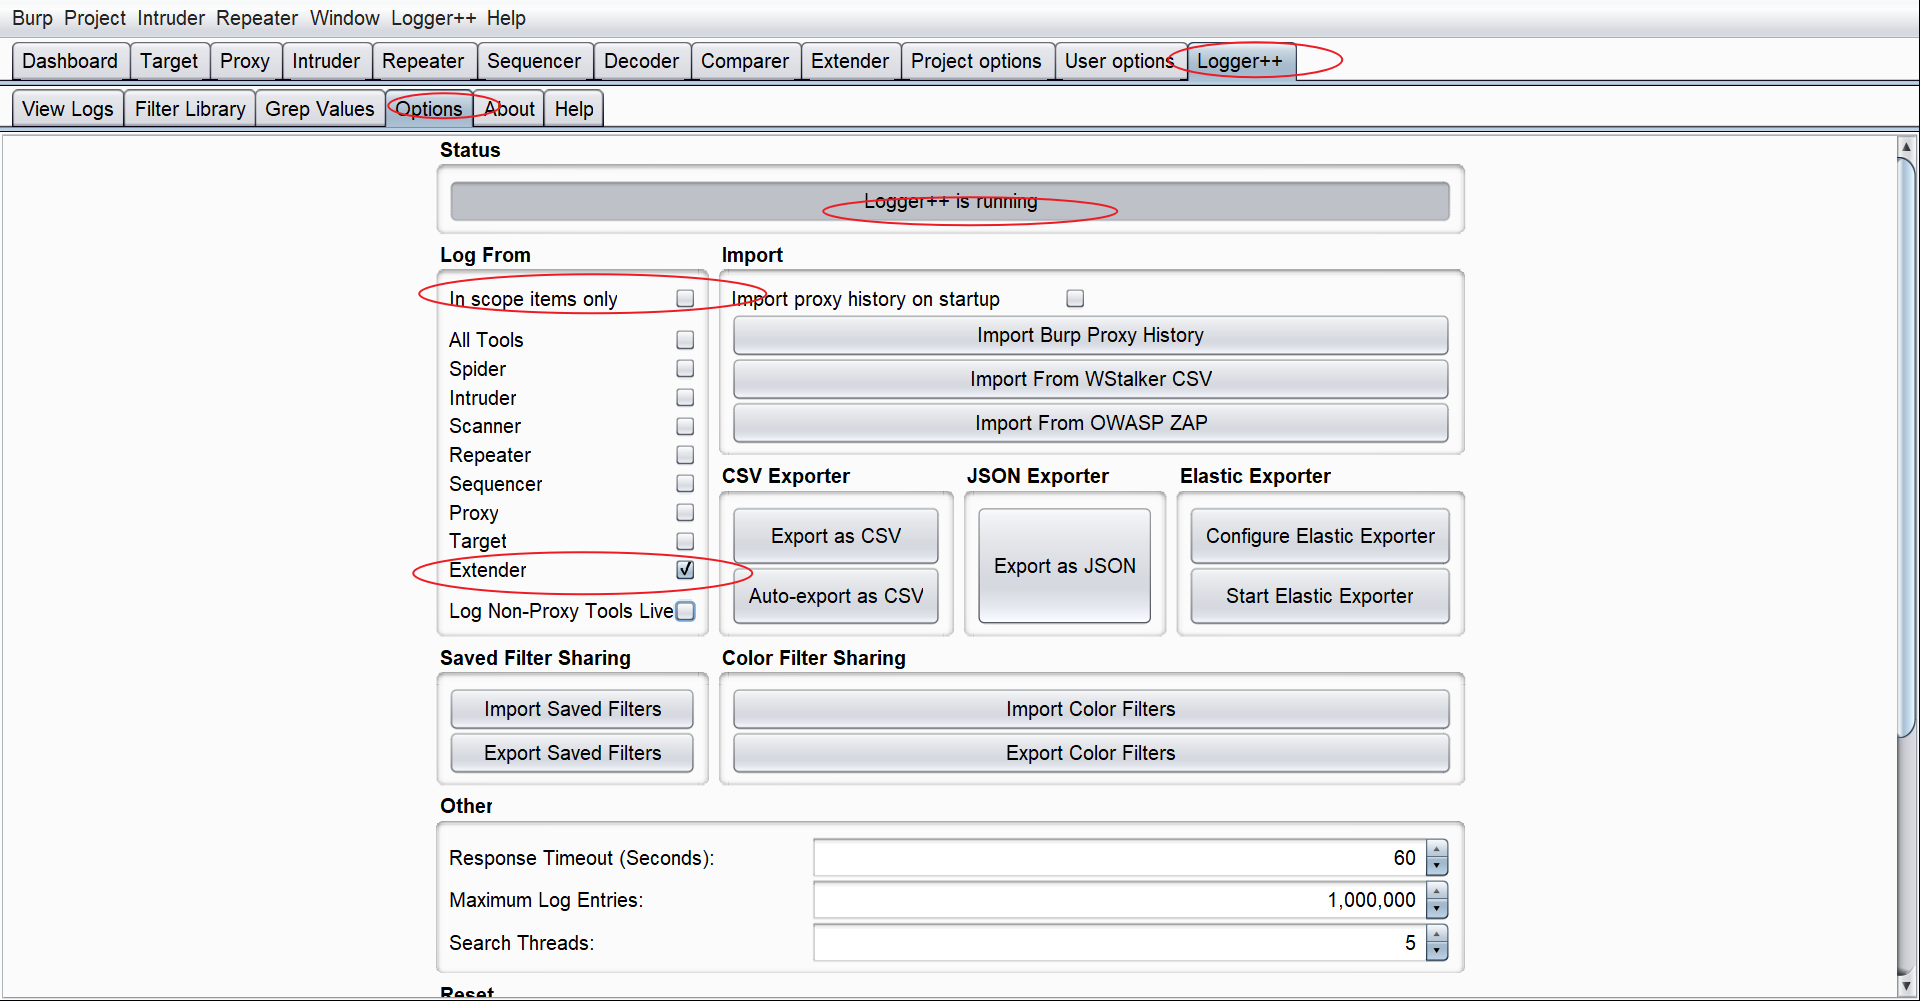 Burp Project Intruder Repeater Window Logger++ Help
Dashboard Target Proxy Intruder Repeater Sequencer Decoder Comparer Extender Project options User options Logger++
View Logs Filter Library Grep Values Options About Help
Status
Logger++ is running
Log From
In scope items only
All Tools
Spider
Intruder
Scanner
Repeater
Sequencer
Proxy
Target
Extender
Log Non-Proxy Tools Live
Import
Import proxy history on startup
Import Burp Proxy History
Import From WStalker CSV
Import From OWASP ZAP
CSV Exporter
Export as CSV
Auto-export as CSV
JSON Exporter
Export as JSON
Elastic Exporter
Configure Elastic Exporter
Start Elastic Exporter
Saved Filter Sharing
Import Saved Filters
Export Saved Filters
Color Filter Sharing
Import Color Filters
Export Color Filters
Other
Response Timeout (Seconds): 60
Maximum Log Entries: 1,000,000
Search Threads: 5
Reset